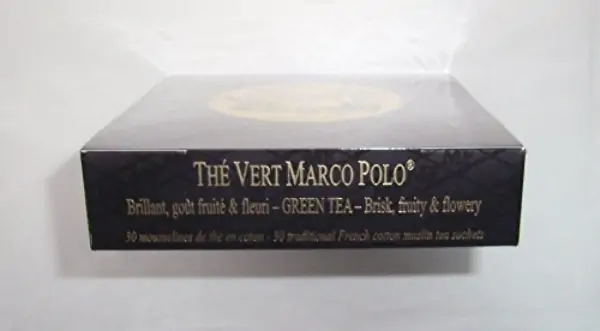 THÉ VERT MARCO POLO®
Brillant, goût fruité & fleuri – GREEN TEA – Brisk, fruity & flowery
30 mousselines de thé en coton - 30 traditional French cotton muslin tea sachets